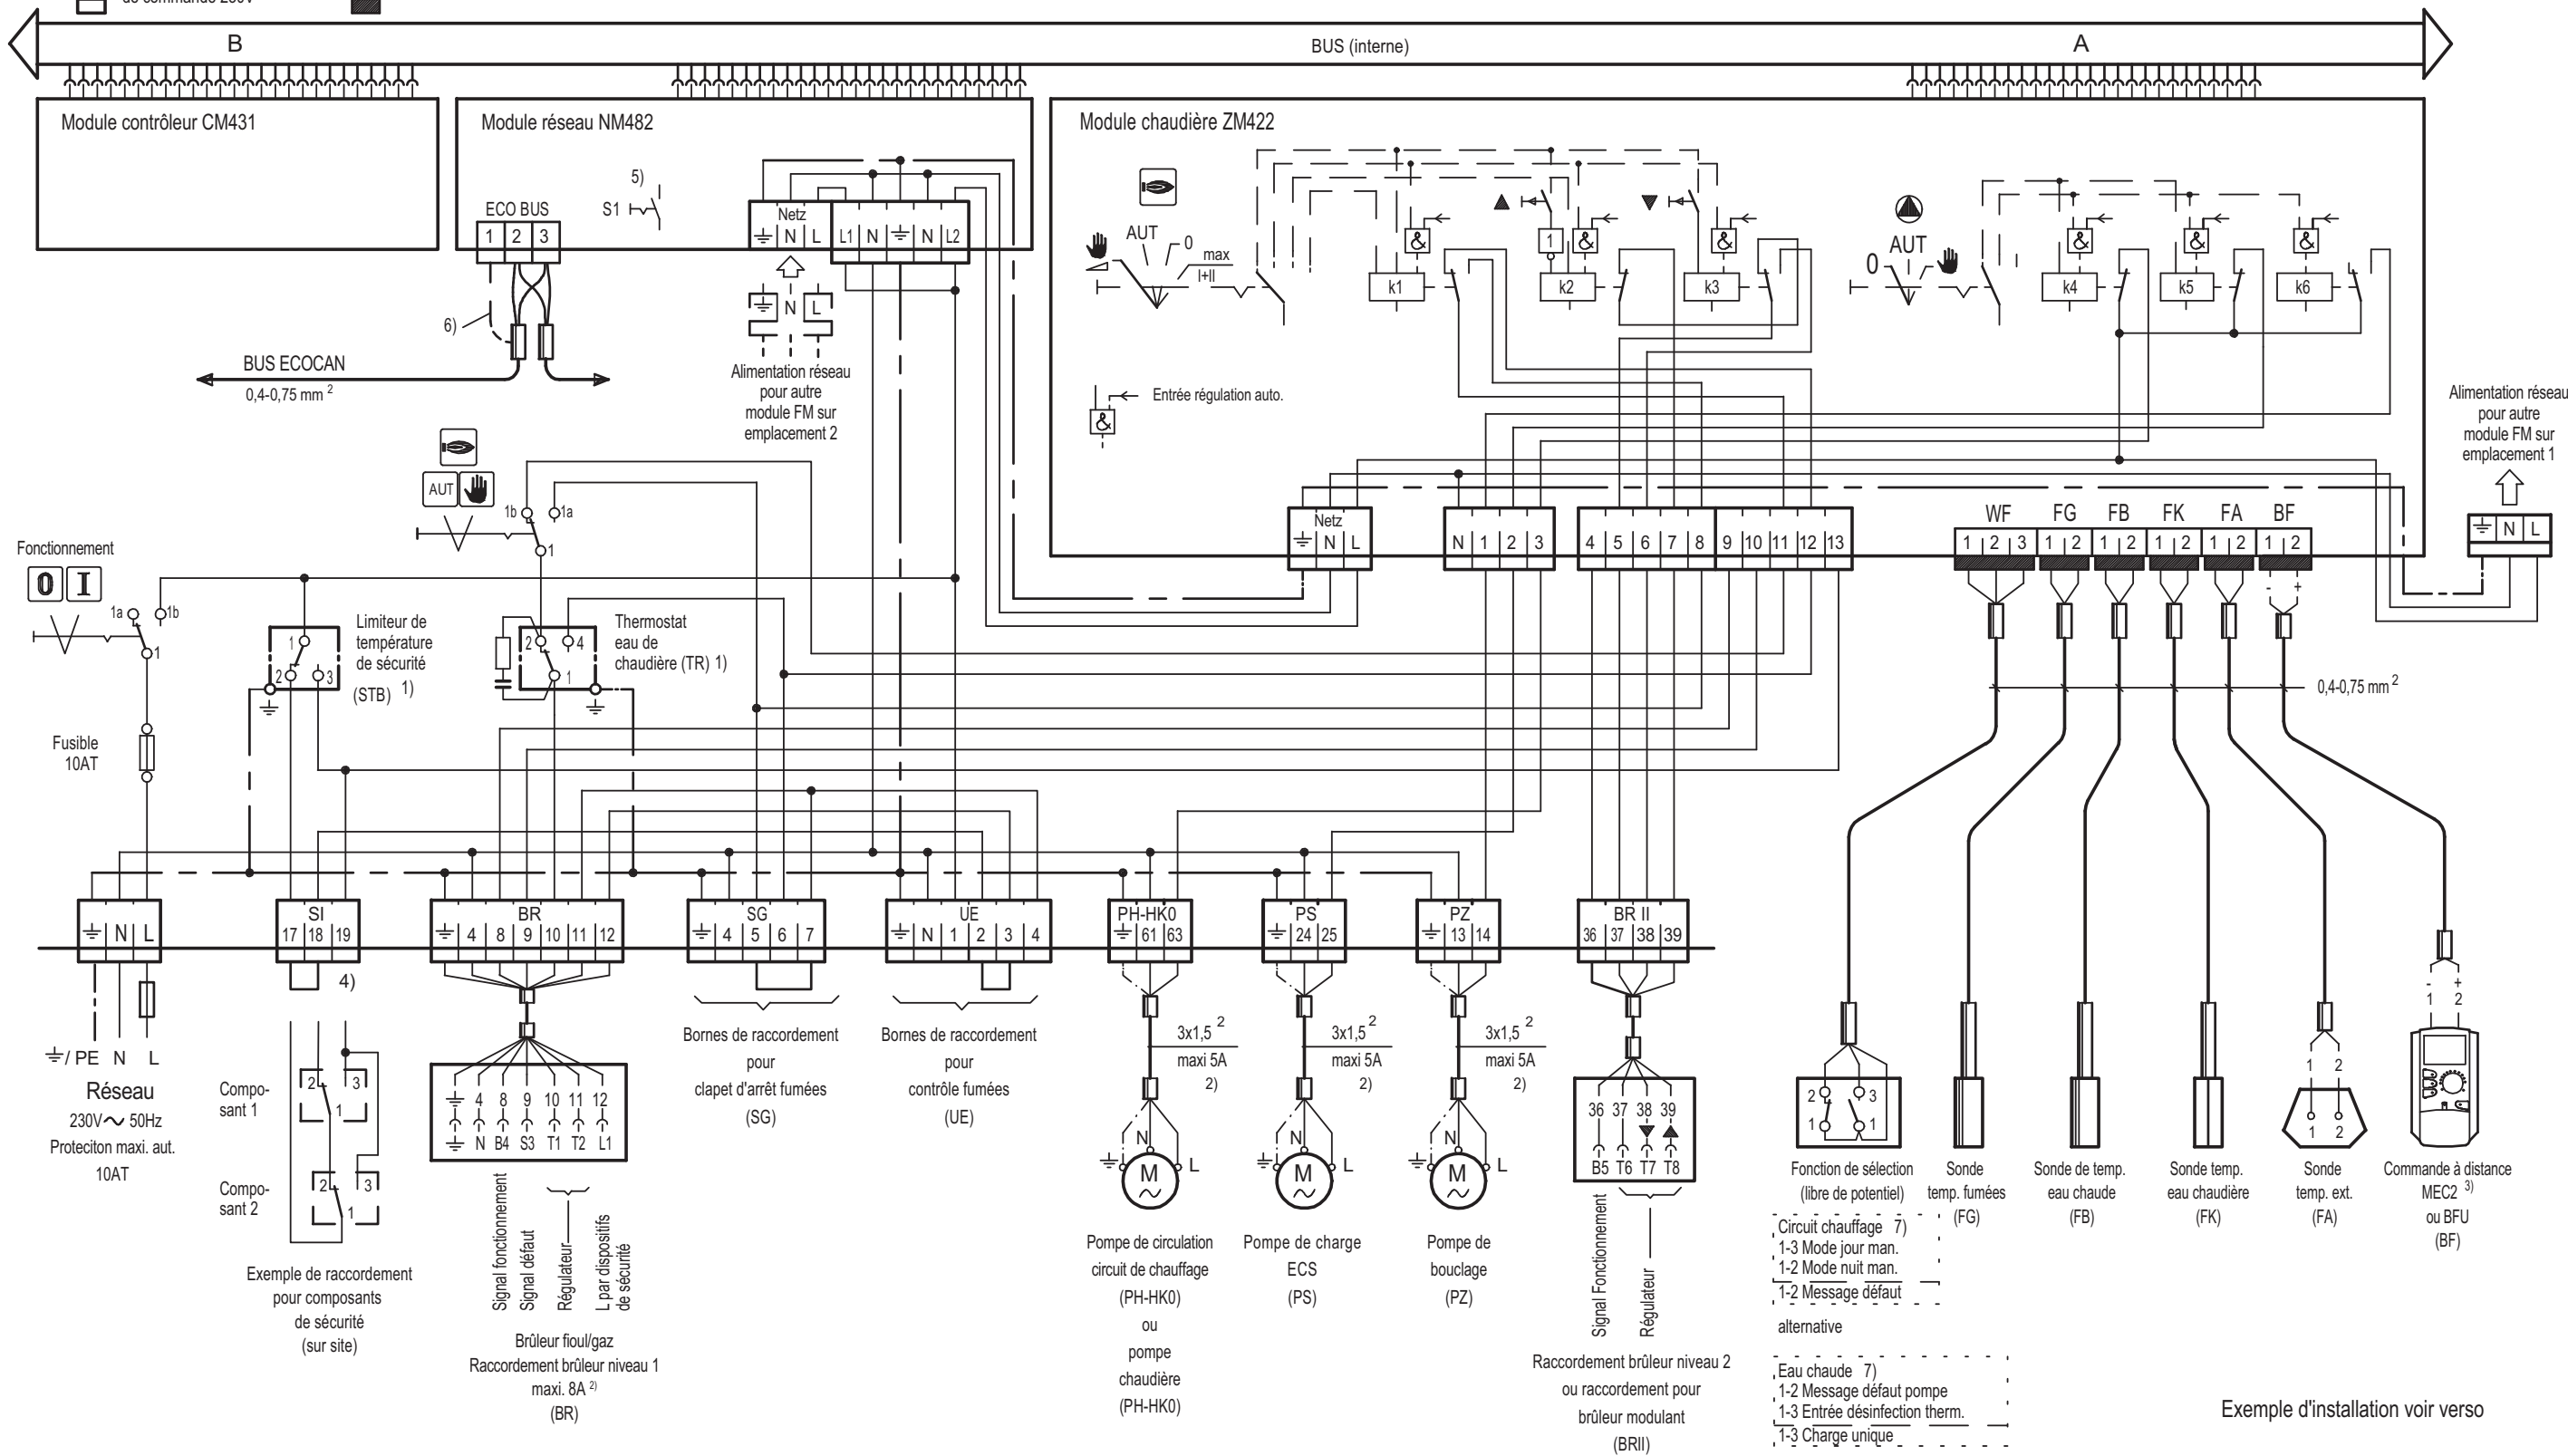 de commande 230V
B
BUS (interne)
A
Module contrôleur CM431
Module réseau NM482
Module chaudière ZM422
5)
S1
ECO BUS
1 2 3
Netz
N L
L1 N N L2
6)
N L
BUS ECOCAN
0,4-0,75 mm 2
Alimentation réseau
pour autre
module FM sur
emplacement 2
AUT
0
max
I+II
&
1
&
&
k1
k2
k3
0
AUT
&
&
&
k4
k5
k6
&
Entrée régulation auto.
Alimentation réseau
pour autre
module FM sur
emplacement 1
N L
AUT
1b
1a
1
Fonctionnement
0 I
1a
1b
1
Fusible
10AT
1
2
3
Limiteur de
température
de sécurité
(STB) 1)
2
4
1
Thermostat
eau de
chaudière (TR) 1)
Netz
N L
N 1 2 3
4 5 6 7 8
9 10 11 12 13
WF FG FB FK FA BF
1 2 3 1 2 1 2 1 2 1 2 1 2
- +
0,4-0,75 mm 2
N L
SI
17 18 19
BR
4 8 9 10 11 12
SG
4 5 6 7
UE
N 1 2 3 4
PH-HK0
61 63
PS
24 25
PZ
13 14
BR II
36 37 38 39
4)
/ PE N L
Réseau
230V 50Hz
Proteciton maxi. aut.
10AT
Compo-
sant 1
2 3
1
Compo-
sant 2
2 3
1
Exemple de raccordement
pour composants
de sécurité
(sur site)
4 8 9 10 11 12
N B4 S3 T1 T2 L1
Signal fonctionnement
Signal défaut
Régulateur
L par dispositifs
de sécurité
Brûleur fioul/gaz
Raccordement brûleur niveau 1
maxi. 8A 2)
(BR)
Bornes de raccordement
pour
clapet d'arrêt fumées
(SG)
Bornes de raccordement
pour
contrôle fumées
(UE)
3x1,5 2
maxi 5A
2)
N
L
M
Pompe de circulation
circuit de chauffage
(PH-HK0)
ou
pompe
chaudière
(PH-HK0)
3x1,5 2
maxi 5A
2)
N
L
M
Pompe de charge
ECS
(PS)
3x1,5 2
maxi 5A
2)
N
L
M
Pompe de
bouclage
(PZ)
36 37 38 39
B5 T6 T7 T8
Signal Fonctionnement
Régulateur
Raccordement brûleur niveau 2
ou raccordement pour
brûleur modulant
(BRII)
2 3
1 1
Fonction de sélection
(libre de potentiel)
Circuit chauffage 7)
1-3 Mode jour man.
1-2 Mode nuit man.
1-2 Message défaut
alternative
Eau chaude 7)
1-2 Message défaut pompe
1-3 Entrée désinfection therm.
1-3 Charge unique
Sonde
temp. fumées
(FG)
Sonde de temp.
eau chaude
(FB)
Sonde temp.
eau chaudière
(FK)
1 2
1 2
Sonde
temp. ext.
(FA)
- +
1 2
Commande à distance
MEC2 3)
ou BFU
(BF)
Exemple d'installation voir verso